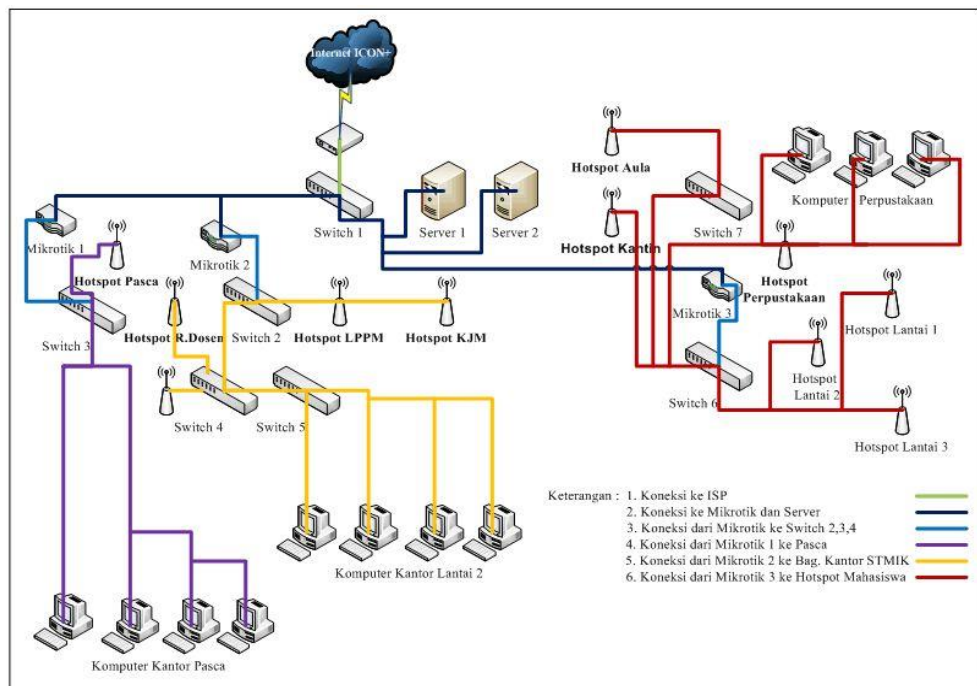 Internet ICON+
Switch 1
Server 1
Server 2
Mikrotik 1
Hotspot Pasca
Mikrotik 2
Switch 3
Hotspot R.Dosen
Switch 2
Hotspot LPPM
Hotspot KJM
Switch 4
Switch 5
Komputer Kantor Lantai 2
Komputer Kantor Pasca
Hotspot Aula
Hotspot Kantin
Switch 7
Komputer Perpustakaan
Hotspot
Perpustakaan
Mikrotik 3
Hotspot Lantai 1
Hotspot
Lantai 2
Switch 6
Hotspot Lantai 3
Keterangan : 1. Koneksi ke ISP
2. Koneksi ke Mikrotik dan Server
3. Koneksi dari Mikrotik ke Switch 2,3,4
4. Koneksi dari Mikrotik 1 ke Pasca
5. Koneksi dari Mikrotik 2 ke Bag. Kantor STMIK
6. Koneksi dari Mikrotik 3 ke Hotspot Mahasiswa